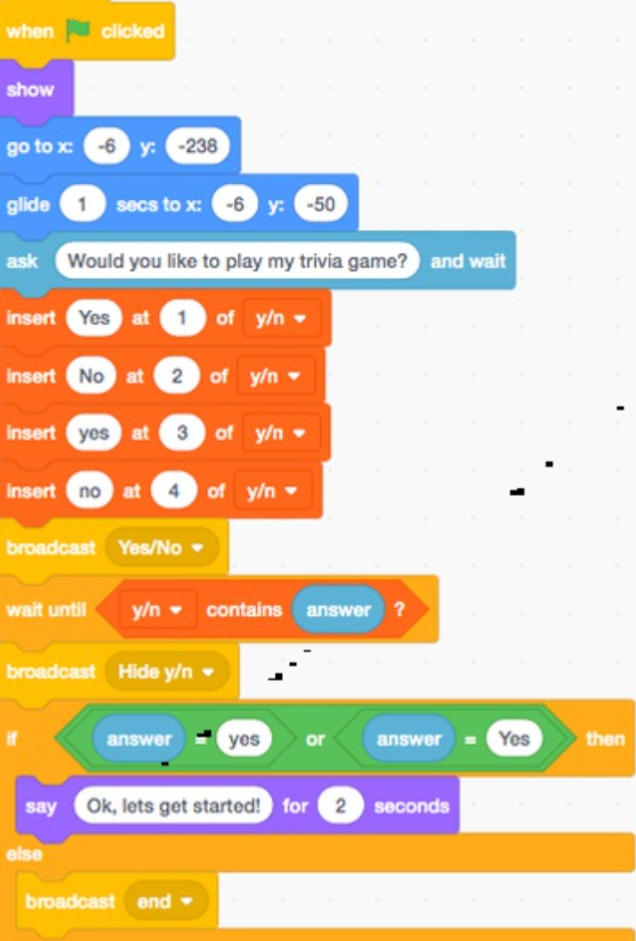 when clicked
show
go to x: -6 y: -238
glide 1 secs to x: -6 y: -50
ask Would you like to play my trivia game? and wait
insert Yes at 1 of y/n
insert No at 2 of y/n
insert yes at 3 of y/n
insert no at 4 of y/n
broadcast Yes/No
wait until y/n contains answer ?
broadcast Hide y/n
if answer = yes or answer = Yes then
say Ok, lets get started! for 2 seconds
else
broadcast end